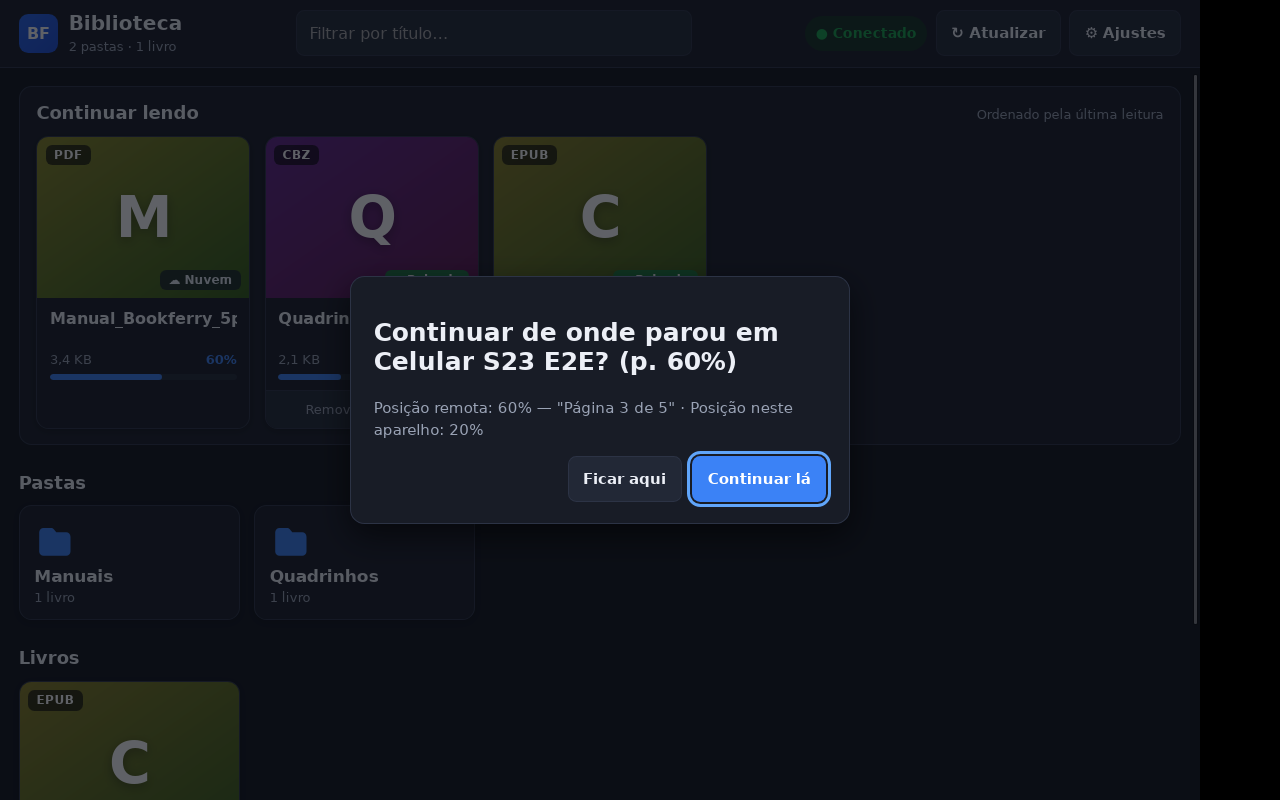 BF
Biblioteca
2 pastas · 1 livro
Filtrar por título…
● Conectado
↻ Atualizar
⚙ Ajustes
Continuar lendo
Ordenado pela última leitura
PDF
M
☁ Nuvem
Manual_Bookferry_5p
3,4 KB
60%
CBZ
Q
Quadrin
2,1 KB
Remov
EPUB
C
Continuar de onde parou em
Celular S23 E2E? (p. 60%)
Posição remota: 60% — "Página 3 de 5" · Posição neste
aparelho: 20%
Ficar aqui
Continuar lá
Pastas
Manuais
1 livro
Quadrinhos
1 livro
Livros
EPUB
C